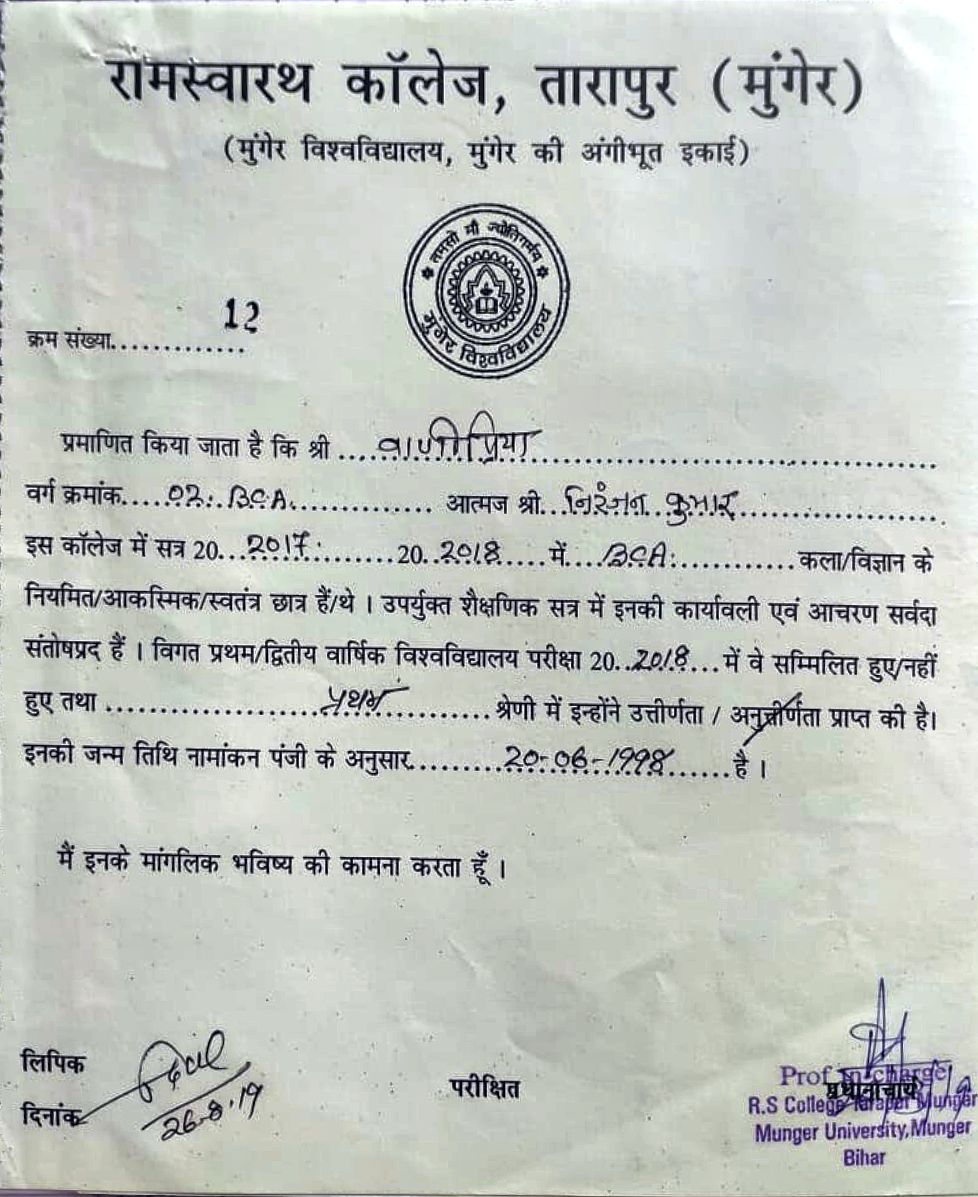 रामस्वारथ कॉलेज, तारापुर (मुंगेर)
(मुंगेर विश्वविद्यालय, मुंगेर की अंगीभूत इकाई)
तमसो मा ज्योतिर्गमय
मुंगेर विश्वविद्यालय
क्रम संख्या............. 12
प्रमाणित किया जाता है कि श्री .... वाणी प्रिया ....
वर्ग क्रमांक.... 02. BCA .... आत्मज श्री... निरंजन कुमार ....
इस कॉलेज में सत्र 20... 2017 .... 20.. 2018 ... में .... BCA ..... कला/विज्ञान के
नियमित/आकस्मिक/स्वतंत्र छात्र हैं/थे । उपर्युक्त शैक्षणिक सत्र में इनकी कार्यावली एवं आचरण सर्वदा
संतोषप्रद हैं । विगत प्रथम/द्वितीय वार्षिक विश्वविद्यालय परीक्षा 20.. 2018 ... में वे सम्मिलित हुए/नहीं
हुए तथा .... प्रथम .... श्रेणी में इन्होंने उत्तीर्णता / अनुत्तीर्णता प्राप्त की है।
इनकी जन्म तिथि नामांकन पंजी के अनुसार.... 20-06-1998 .... है ।
मैं इनके मांगलिक भविष्य की कामना करता हूँ ।
लिपिक
दिनांक 26-8-19
परीक्षित
प्रधानाचार्य
Prof In-charge
R.S College Tarapur Munger
Munger University, Munger
Bihar